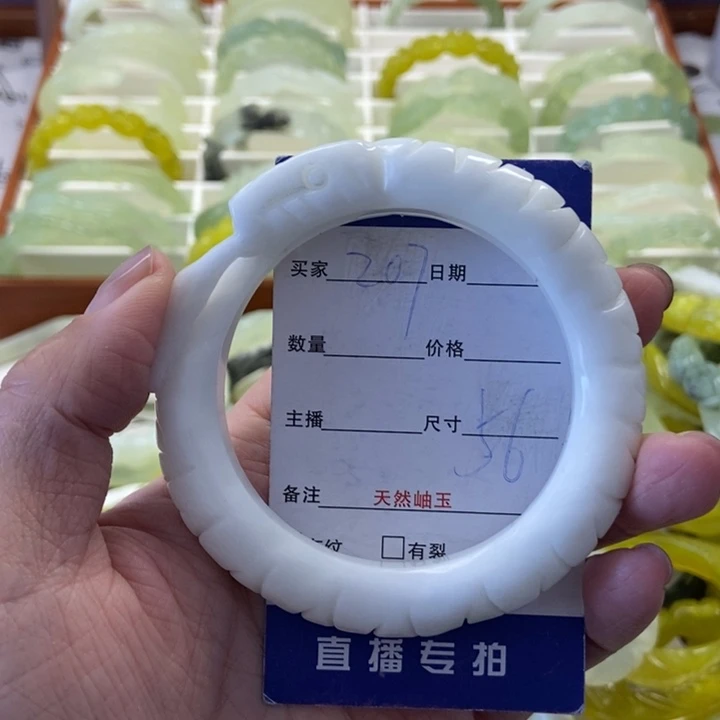 买家 207 日期
数量 价格
主播 尺寸 56
备注 天然岫玉
纹 □有裂
直播专拍